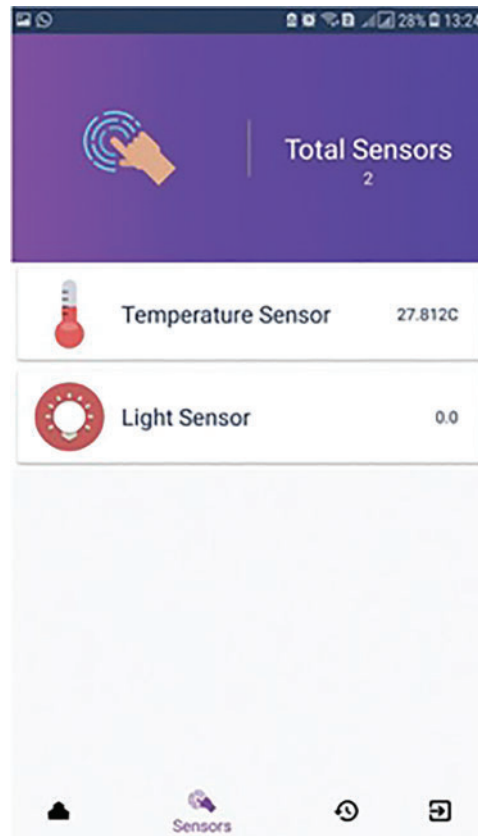 28% 13:24
Total Sensors
2
Temperature Sensor 27.812C
Light Sensor 0.0
Sensors